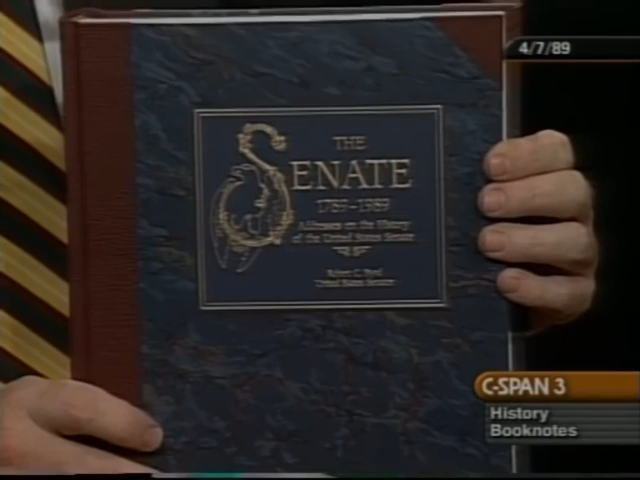 4/7/89
THE
SENATE
1789-1989
Addresses on the History
of the United States Senate
Robert C. Byrd
United States Senator
C-SPAN 3
History
Booknotes